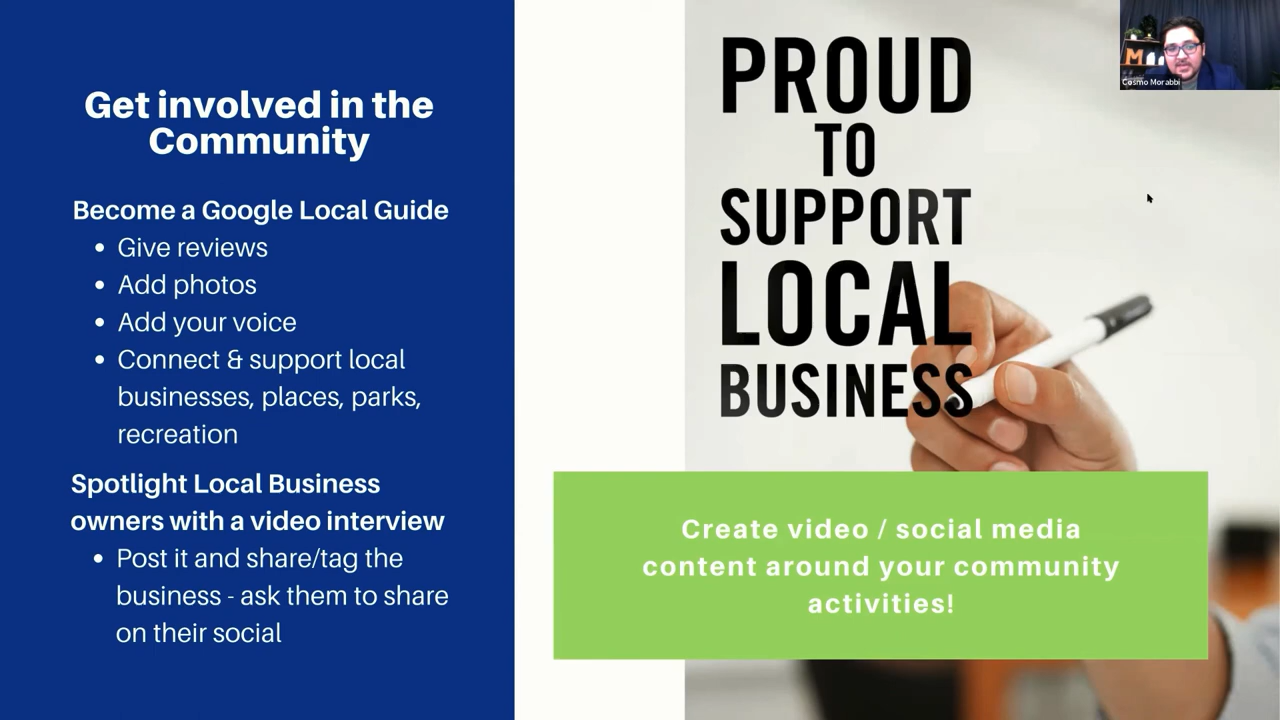 Get involved in the
Community
Become a Google Local Guide
• Give reviews
• Add photos
• Add your voice
• Connect & support local
businesses, places, parks,
recreation
Spotlight Local Business
owners with a video interview
• Post it and share/tag the
business - ask them to share
on their social
PROUD
TO
SUPPORT
LOCAL
BUSINESS
Create video / social media
content around your community
activities!
Cosmo Morabbi